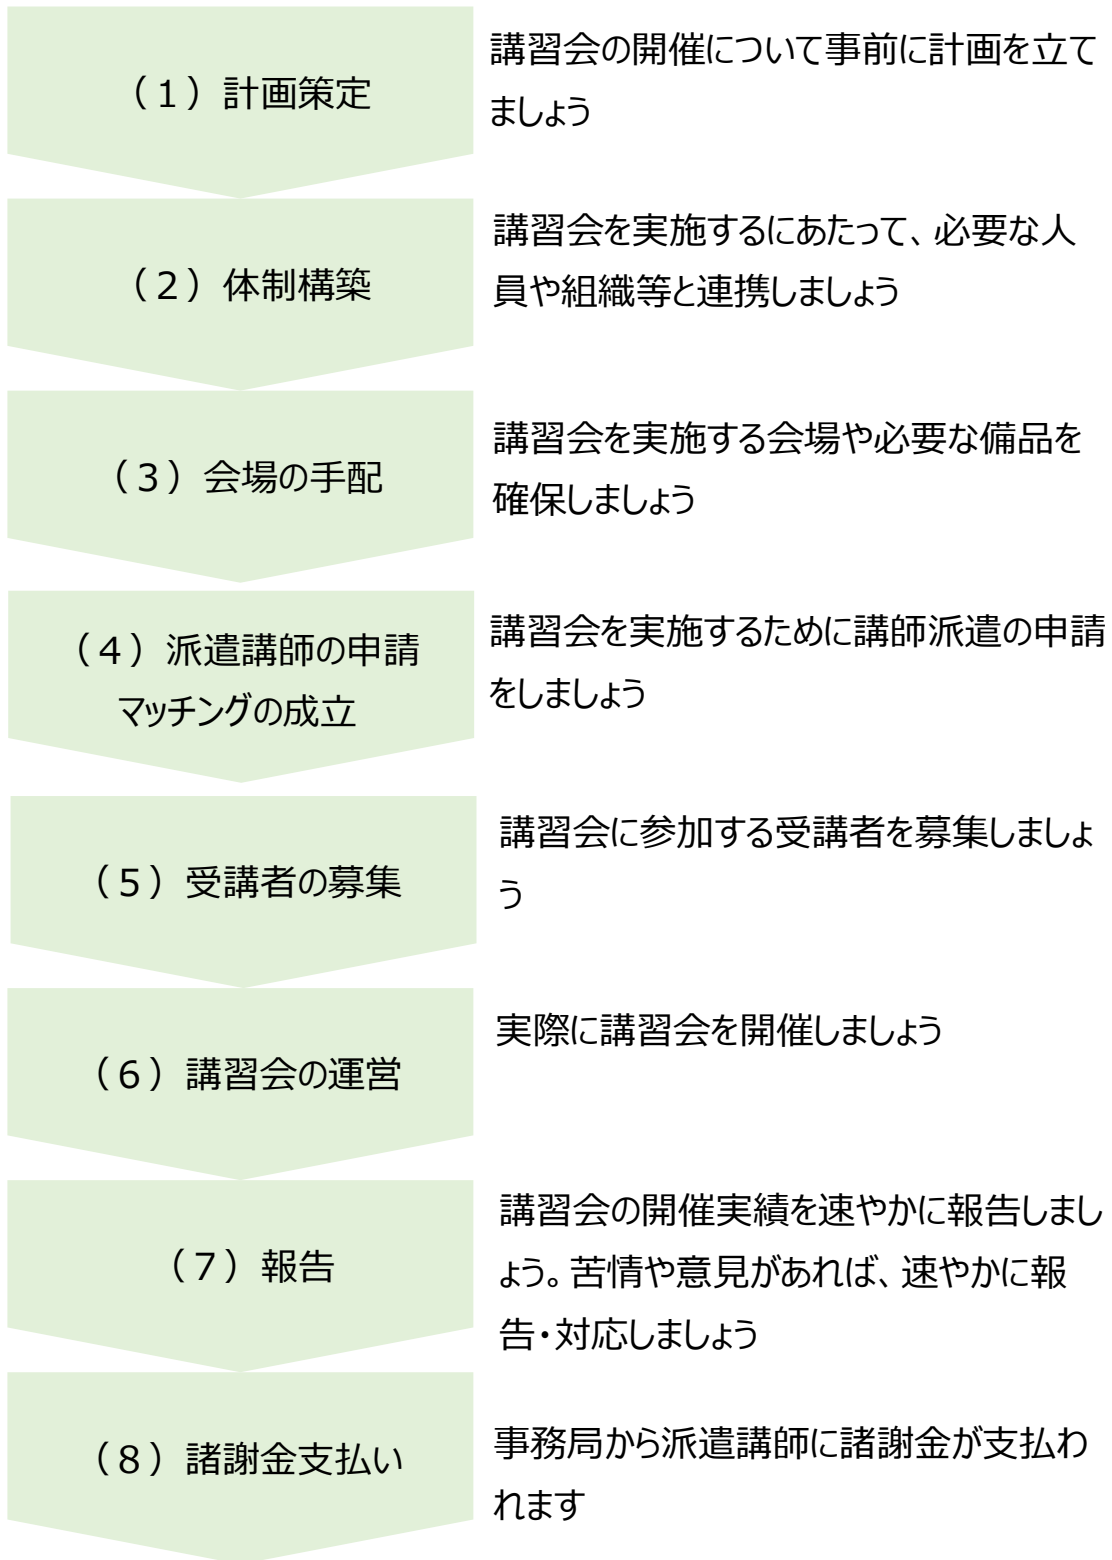 （１）計画策定
講習会の開催について事前に計画を立て
ましょう
（２）体制構築
講習会を実施するにあたって、必要な人
員や組織等と連携しましょう
（３）会場の手配
講習会を実施する会場や必要な備品を
確保しましょう
（４）派遣講師の申請
マッチングの成立
講習会を実施するために講師派遣の申請
をしましょう
（５）受講者の募集
講習会に参加する受講者を募集しましょ
う
（６）講習会の運営
実際に講習会を開催しましょう
（７）報告
講習会の開催実績を速やかに報告しまし
ょう。苦情や意見があれば、速やかに報
告・対応しましょう
（８）諸謝金支払い
事務局から派遣講師に諸謝金が支払わ
れます